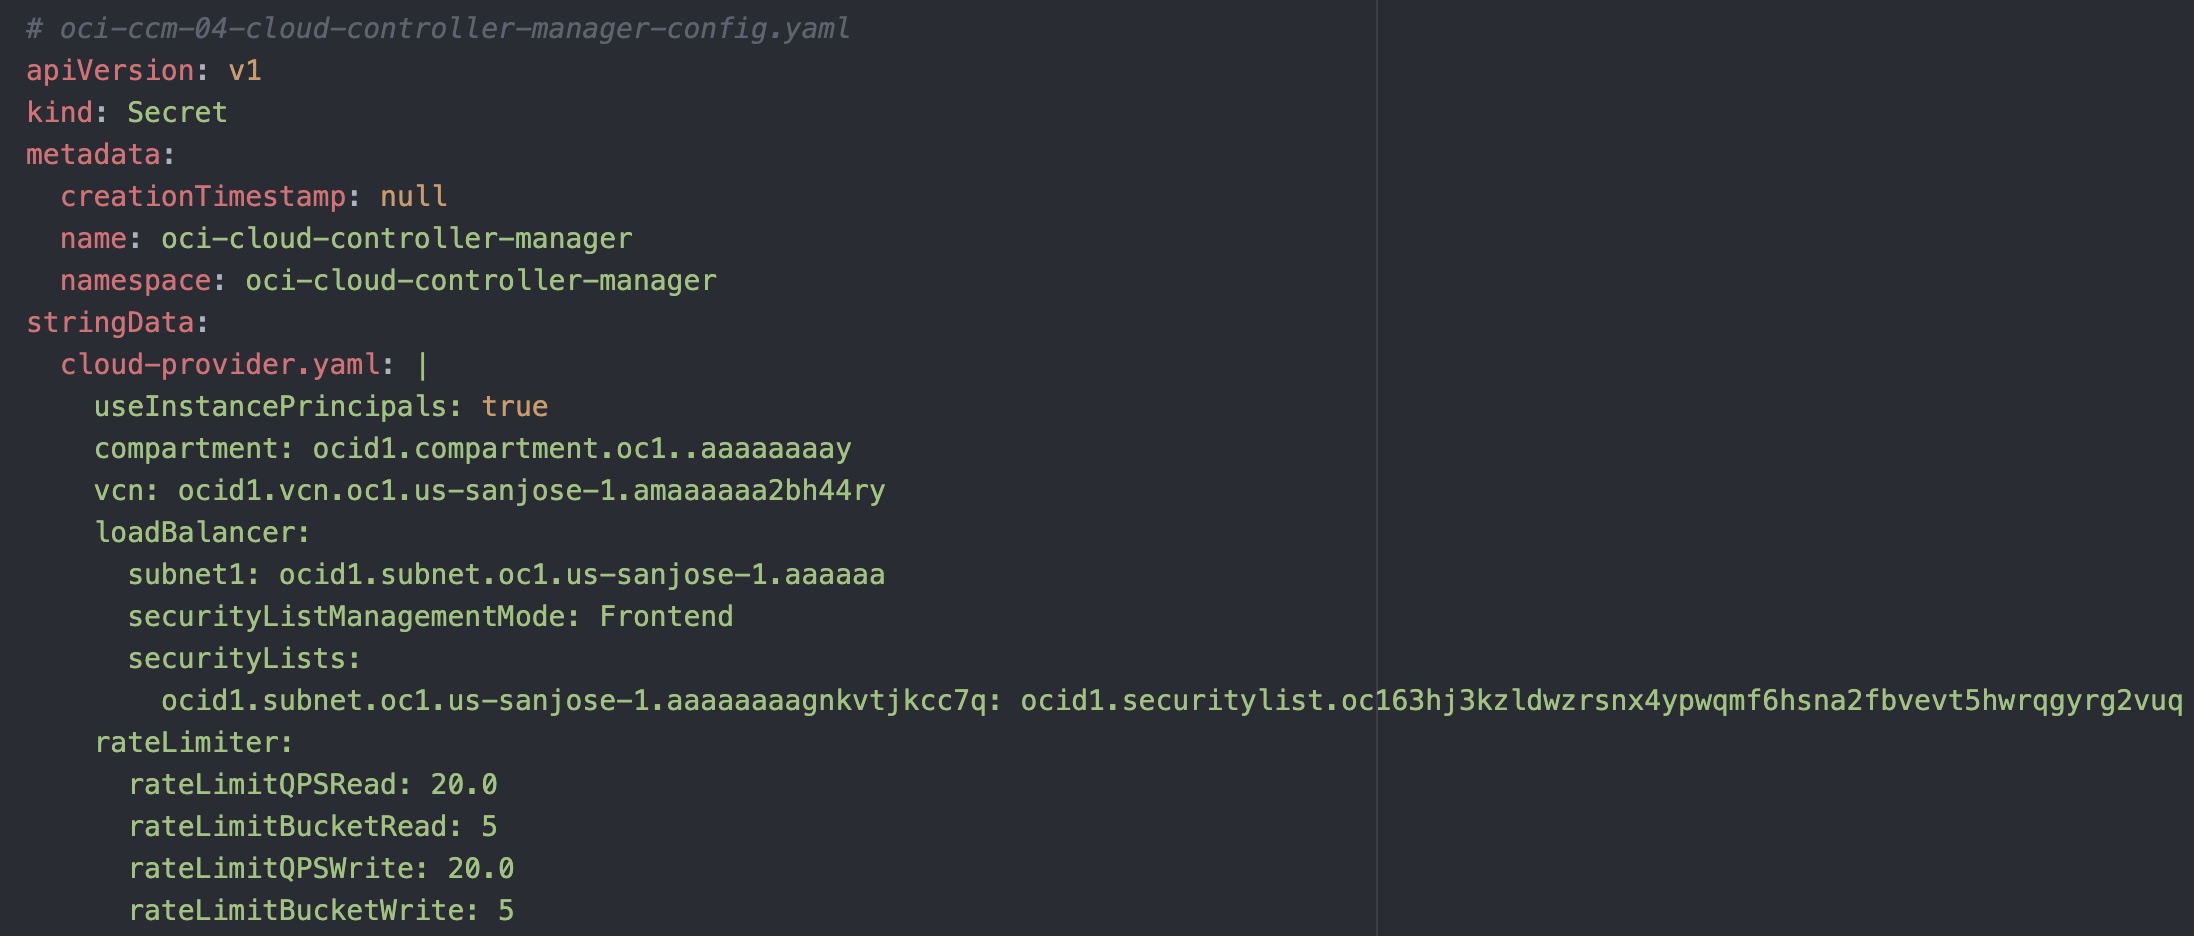 # oci-ccm-04-cloud-controller-manager-config.yaml
apiVersion: v1
kind: Secret
metadata:
  creationTimestamp: null
  name: oci-cloud-controller-manager
  namespace: oci-cloud-controller-manager
stringData:
  cloud-provider.yaml: |
    useInstancePrincipals: true
    compartment: ocid1.compartment.oc1..aaaaaaaaay
    vcn: ocid1.vcn.oc1.us-sanjose-1.amaaaaaa2bh44ry
    loadBalancer:
      subnet1: ocid1.subnet.oc1.us-sanjose-1.aaaaaa
      securityListManagementMode: Frontend
      securityLists:
        ocid1.subnet.oc1.us-sanjose-1.aaaaaaaagnkvtjkcc7q: ocid1.securitylist.oc163hj3kzldwzrsnx4ypwqmf6hsna2fbvevt5hwrqgyrg2vuq
    rateLimiter:
      rateLimitQPSRead: 20.0
      rateLimitBucketRead: 5
      rateLimitQPSWrite: 20.0
      rateLimitBucketWrite: 5